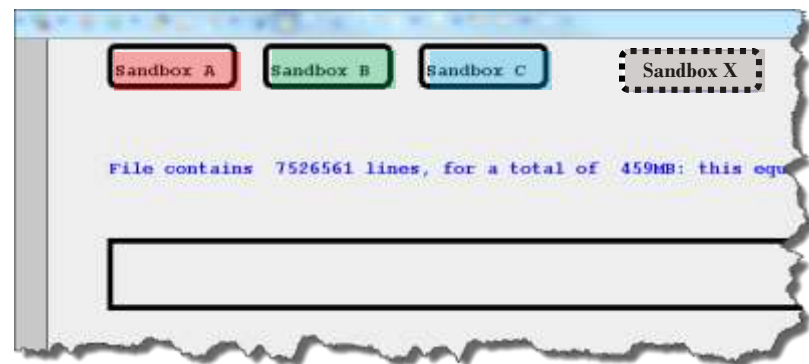 Sandbox A Sandbox B Sandbox C Sandbox X
File contains 7526561 lines, for a total of 459MB: this equ